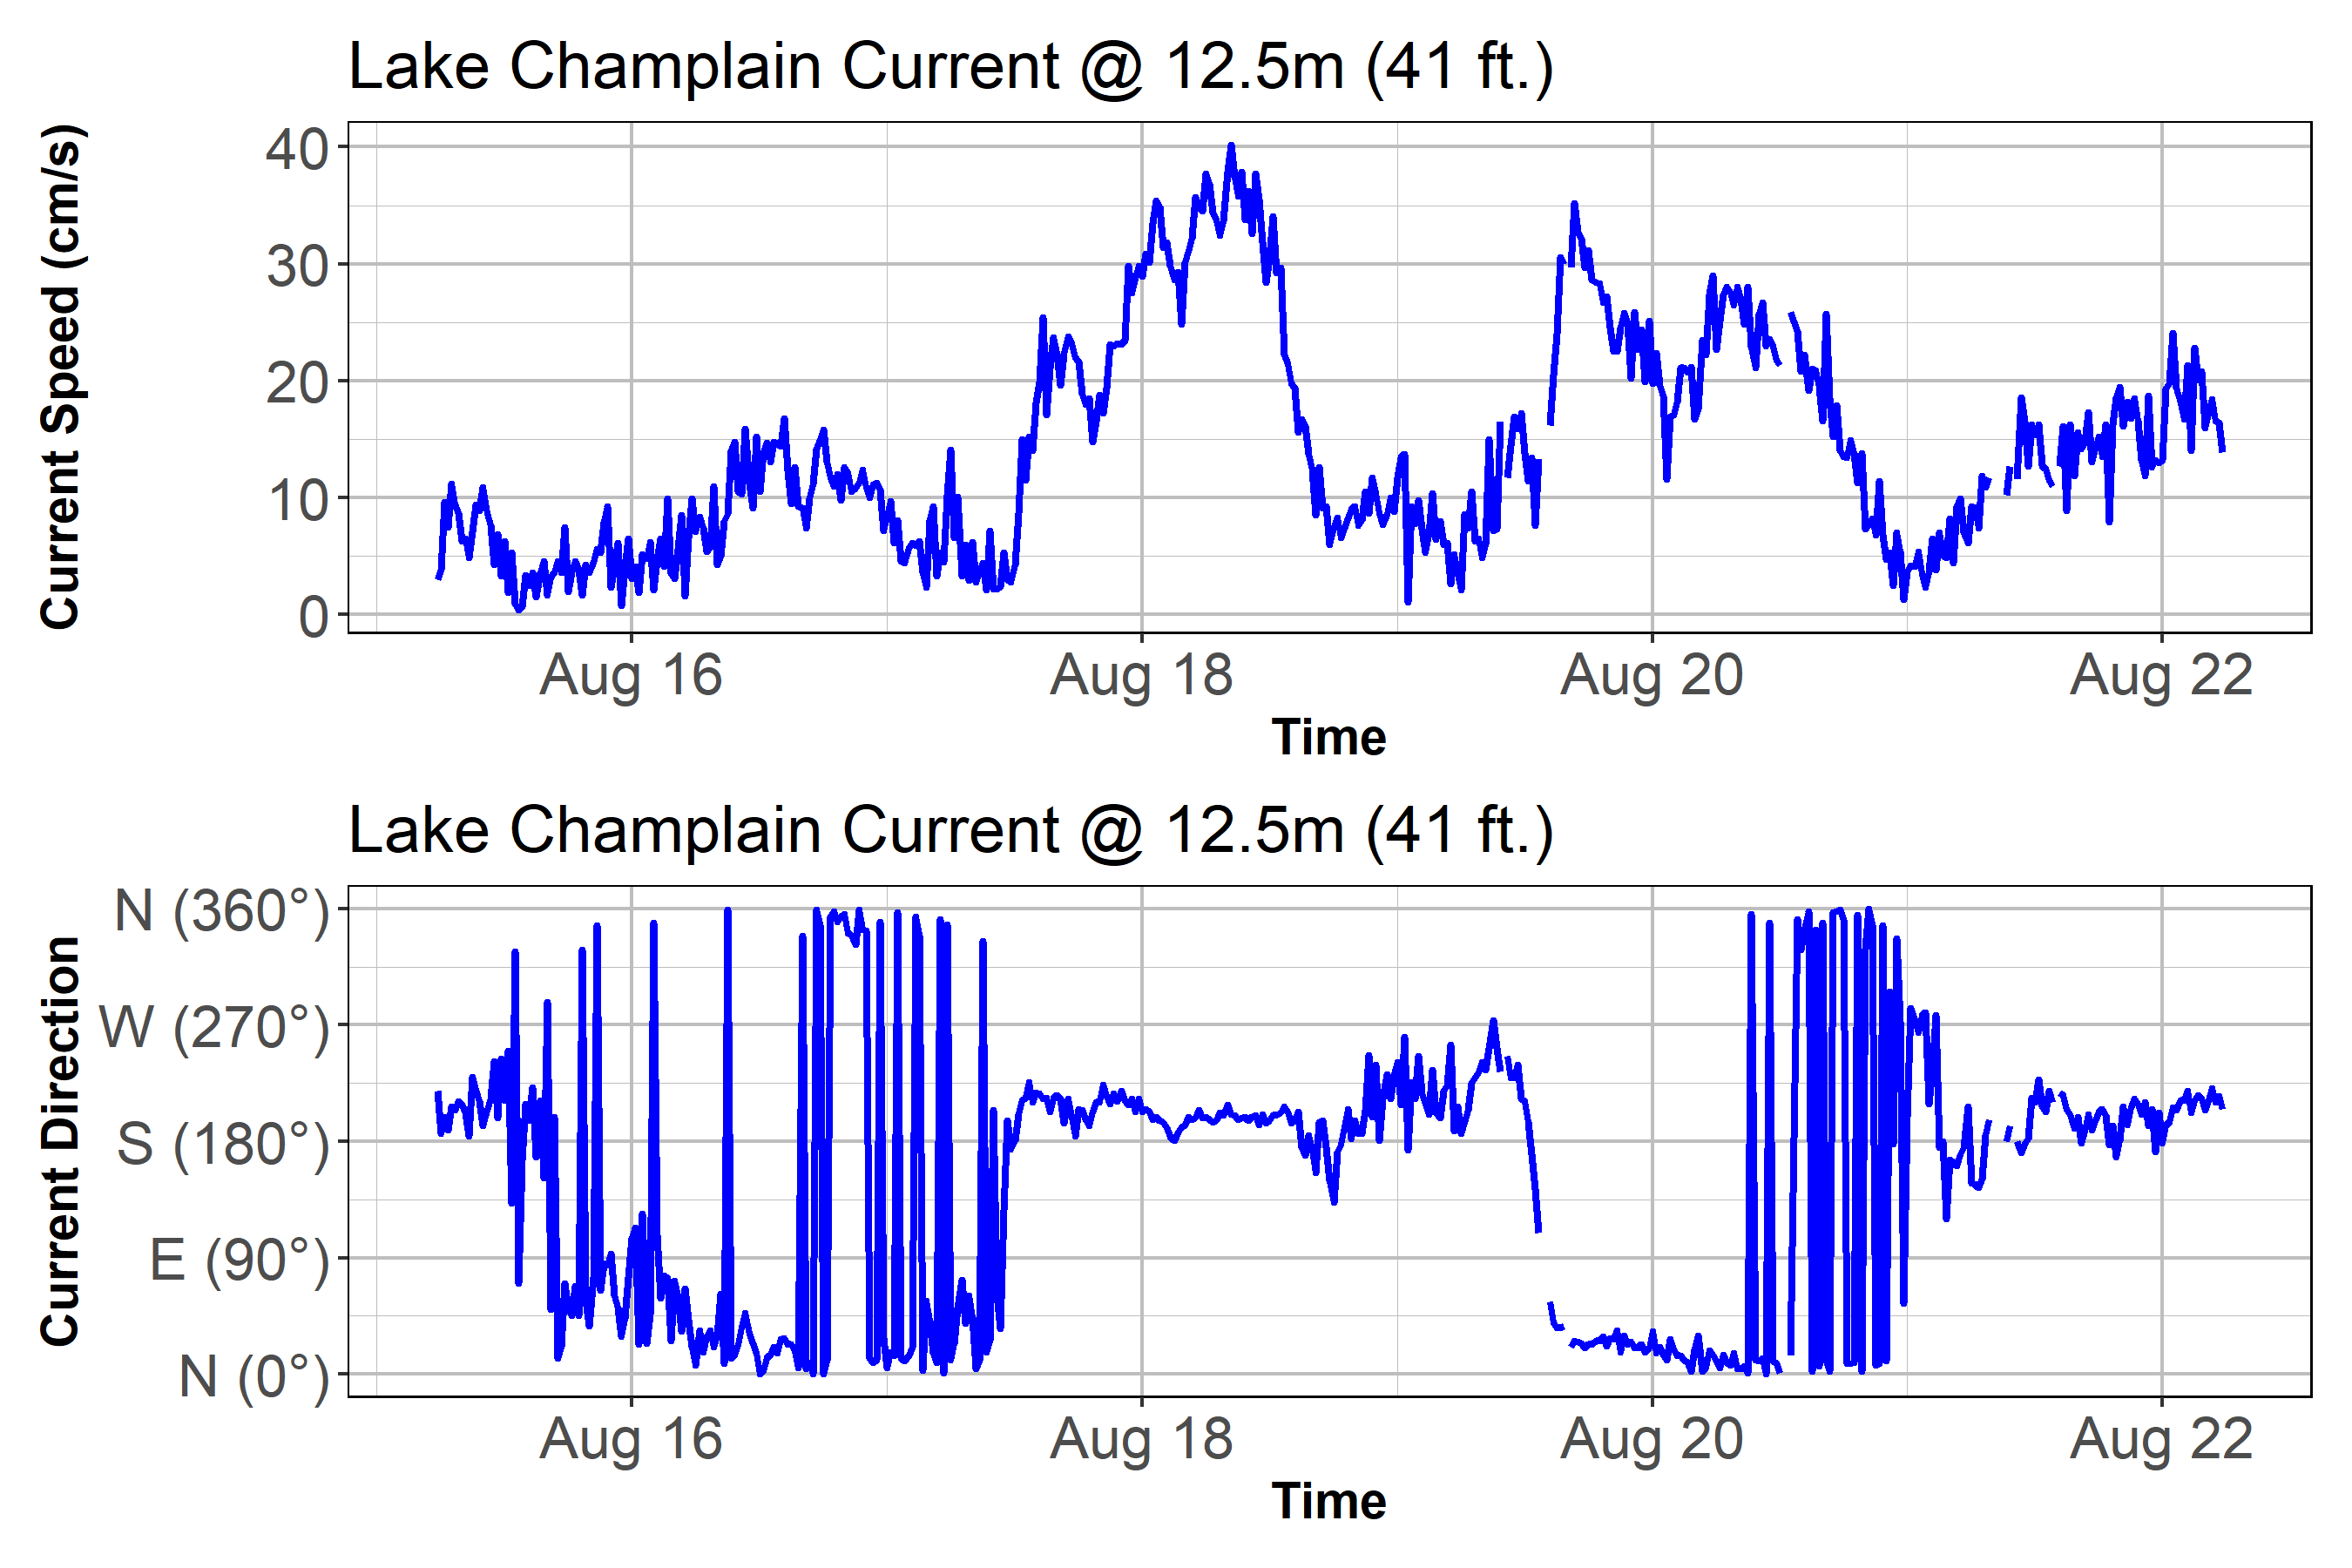 Lake Champlain Current @ 12.5m (41 ft.)
Current Speed (cm/s)
40
30
20
10
0
Aug 16 Aug 18 Aug 20 Aug 22
Time
Lake Champlain Current @ 12.5m (41 ft.)
Current Direction
N (360°)
W (270°)
S (180°)
E (90°)
N (0°)
Aug 16 Aug 18 Aug 20 Aug 22
Time